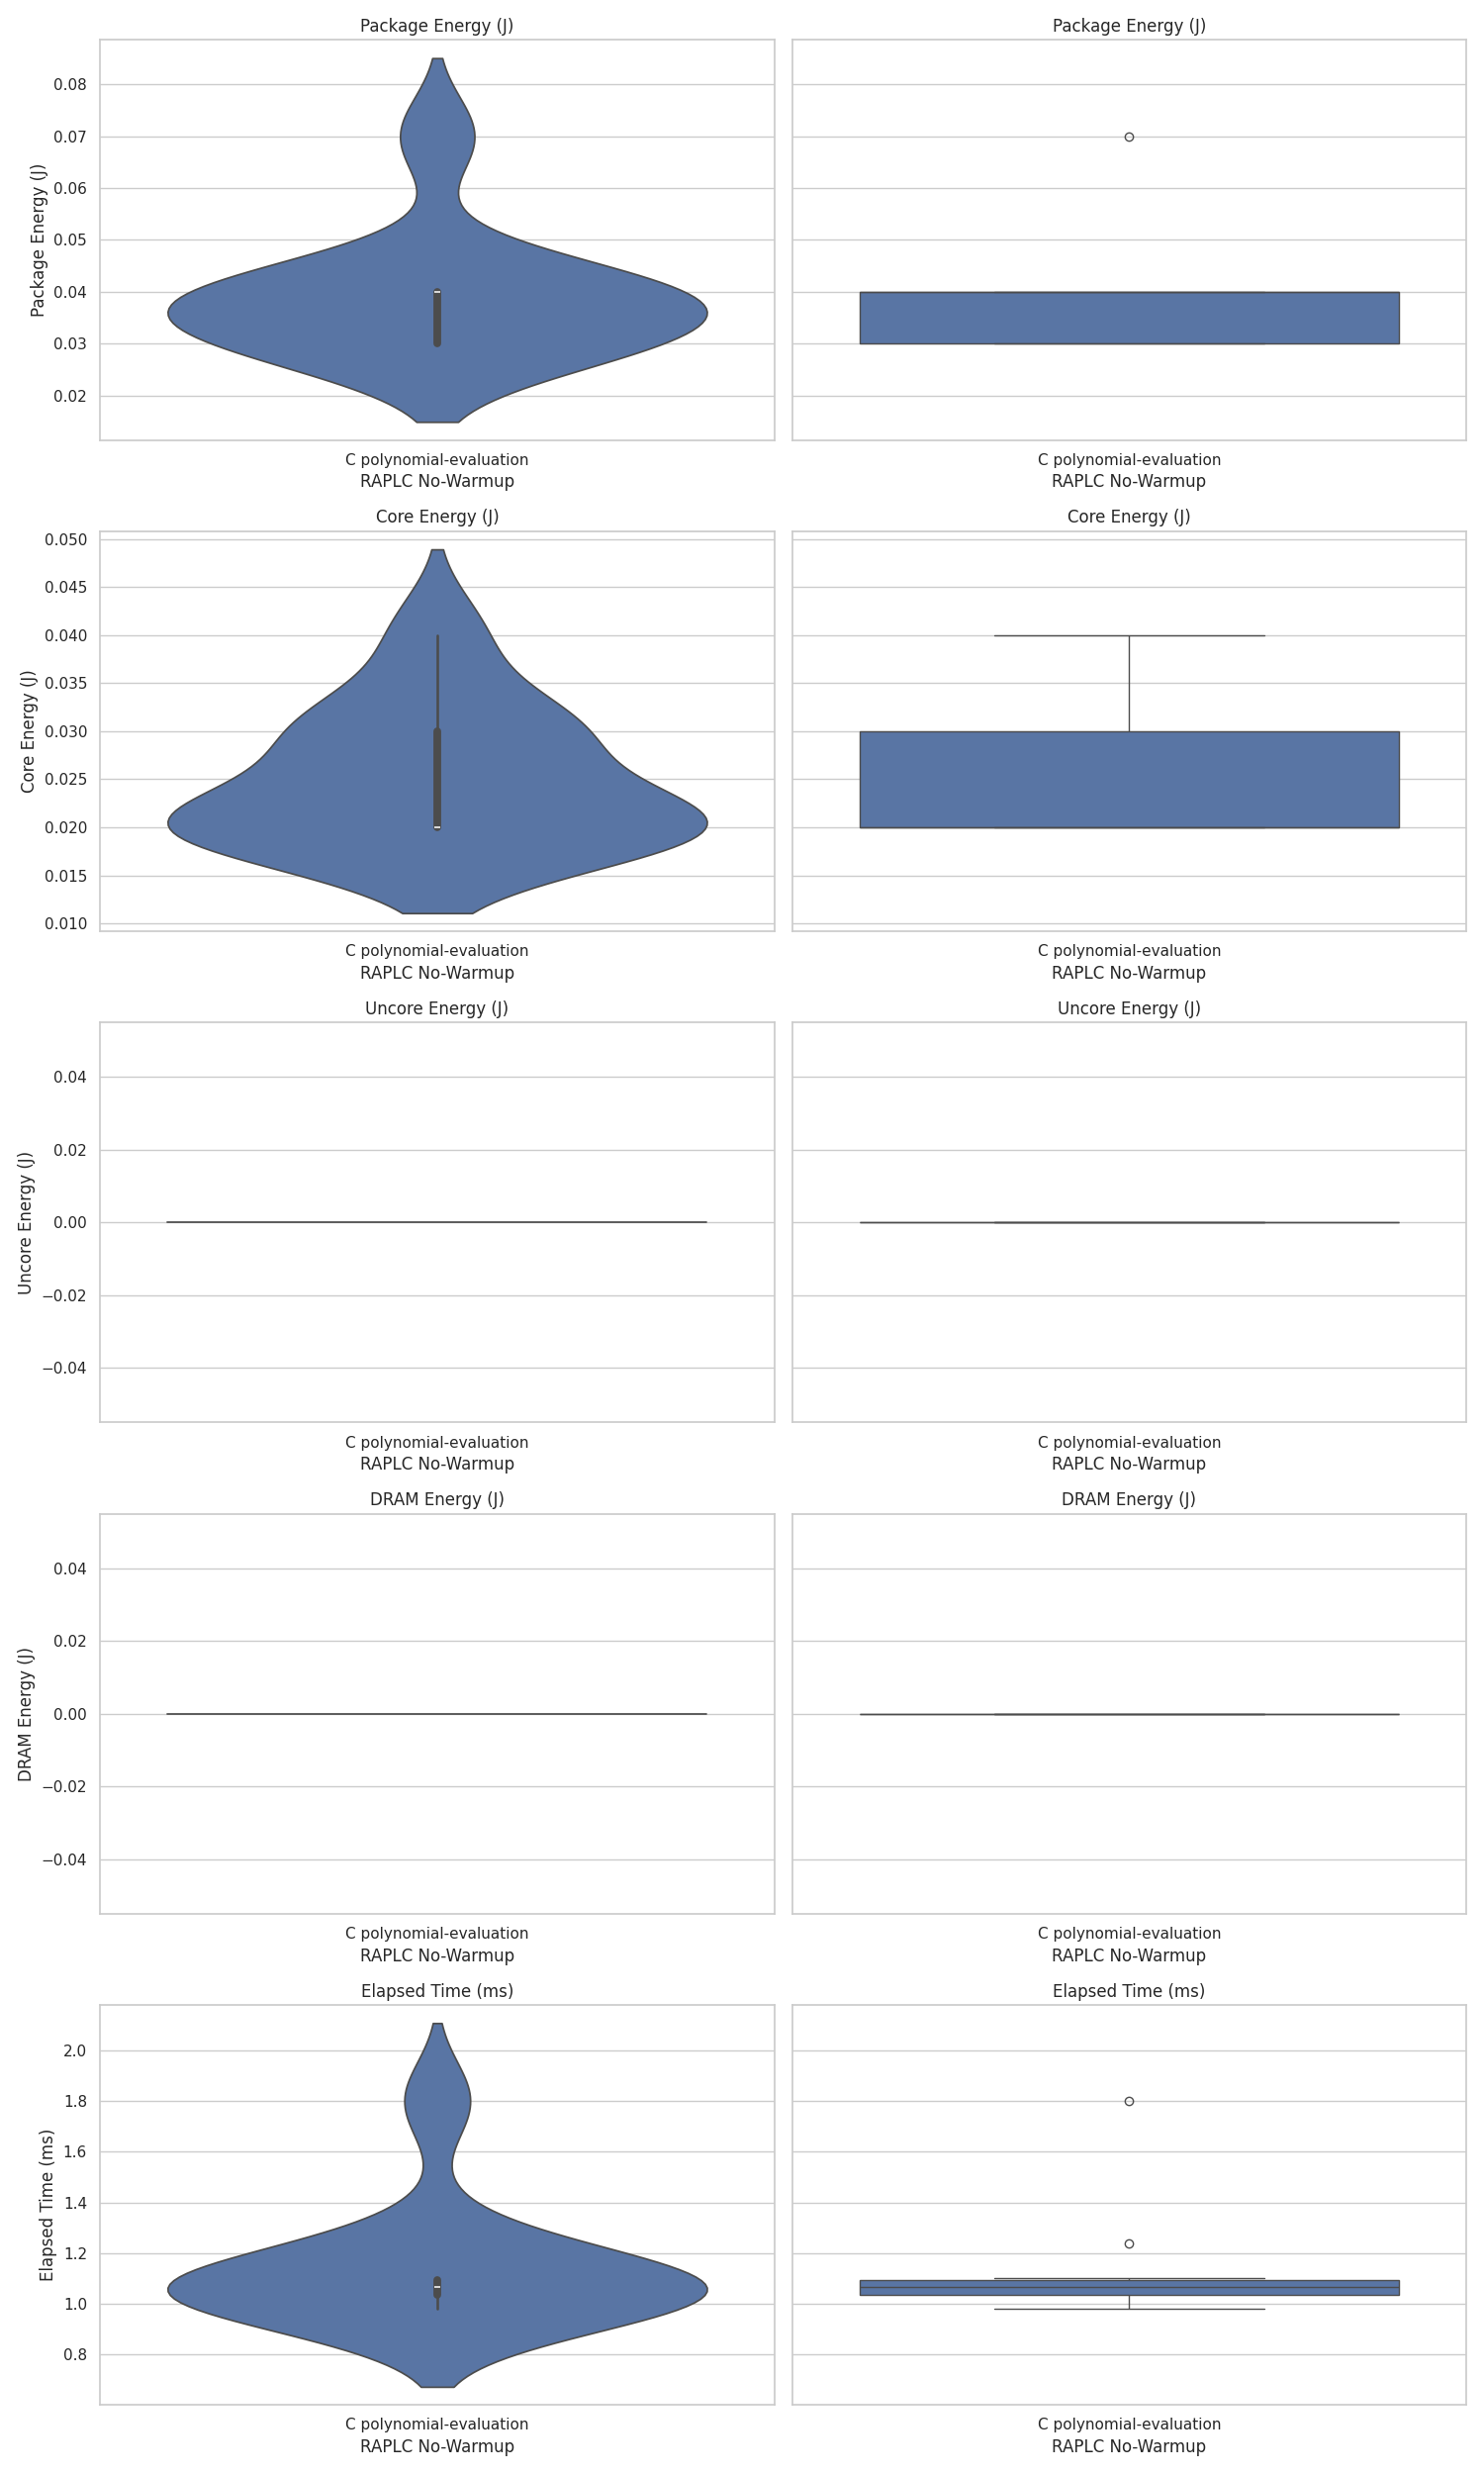 Package Energy (J)
Package Energy (J)
Package Energy (J)
0.08
0.07
0.06
0.05
0.04
0.03
0.02
C polynomial-evaluation
RAPLC No-Warmup
C polynomial-evaluation
RAPLC No-Warmup
Core Energy (J)
Core Energy (J)
Core Energy (J)
0.050
0.045
0.040
0.035
0.030
0.025
0.020
0.015
0.010
C polynomial-evaluation
RAPLC No-Warmup
C polynomial-evaluation
RAPLC No-Warmup
Uncore Energy (J)
Uncore Energy (J)
Uncore Energy (J)
0.04
0.02
0.00
−0.02
−0.04
C polynomial-evaluation
RAPLC No-Warmup
C polynomial-evaluation
RAPLC No-Warmup
DRAM Energy (J)
DRAM Energy (J)
DRAM Energy (J)
0.04
0.02
0.00
−0.02
−0.04
C polynomial-evaluation
RAPLC No-Warmup
C polynomial-evaluation
RAPLC No-Warmup
Elapsed Time (ms)
Elapsed Time (ms)
Elapsed Time (ms)
2.0
1.8
1.6
1.4
1.2
1.0
0.8
C polynomial-evaluation
RAPLC No-Warmup
C polynomial-evaluation
RAPLC No-Warmup